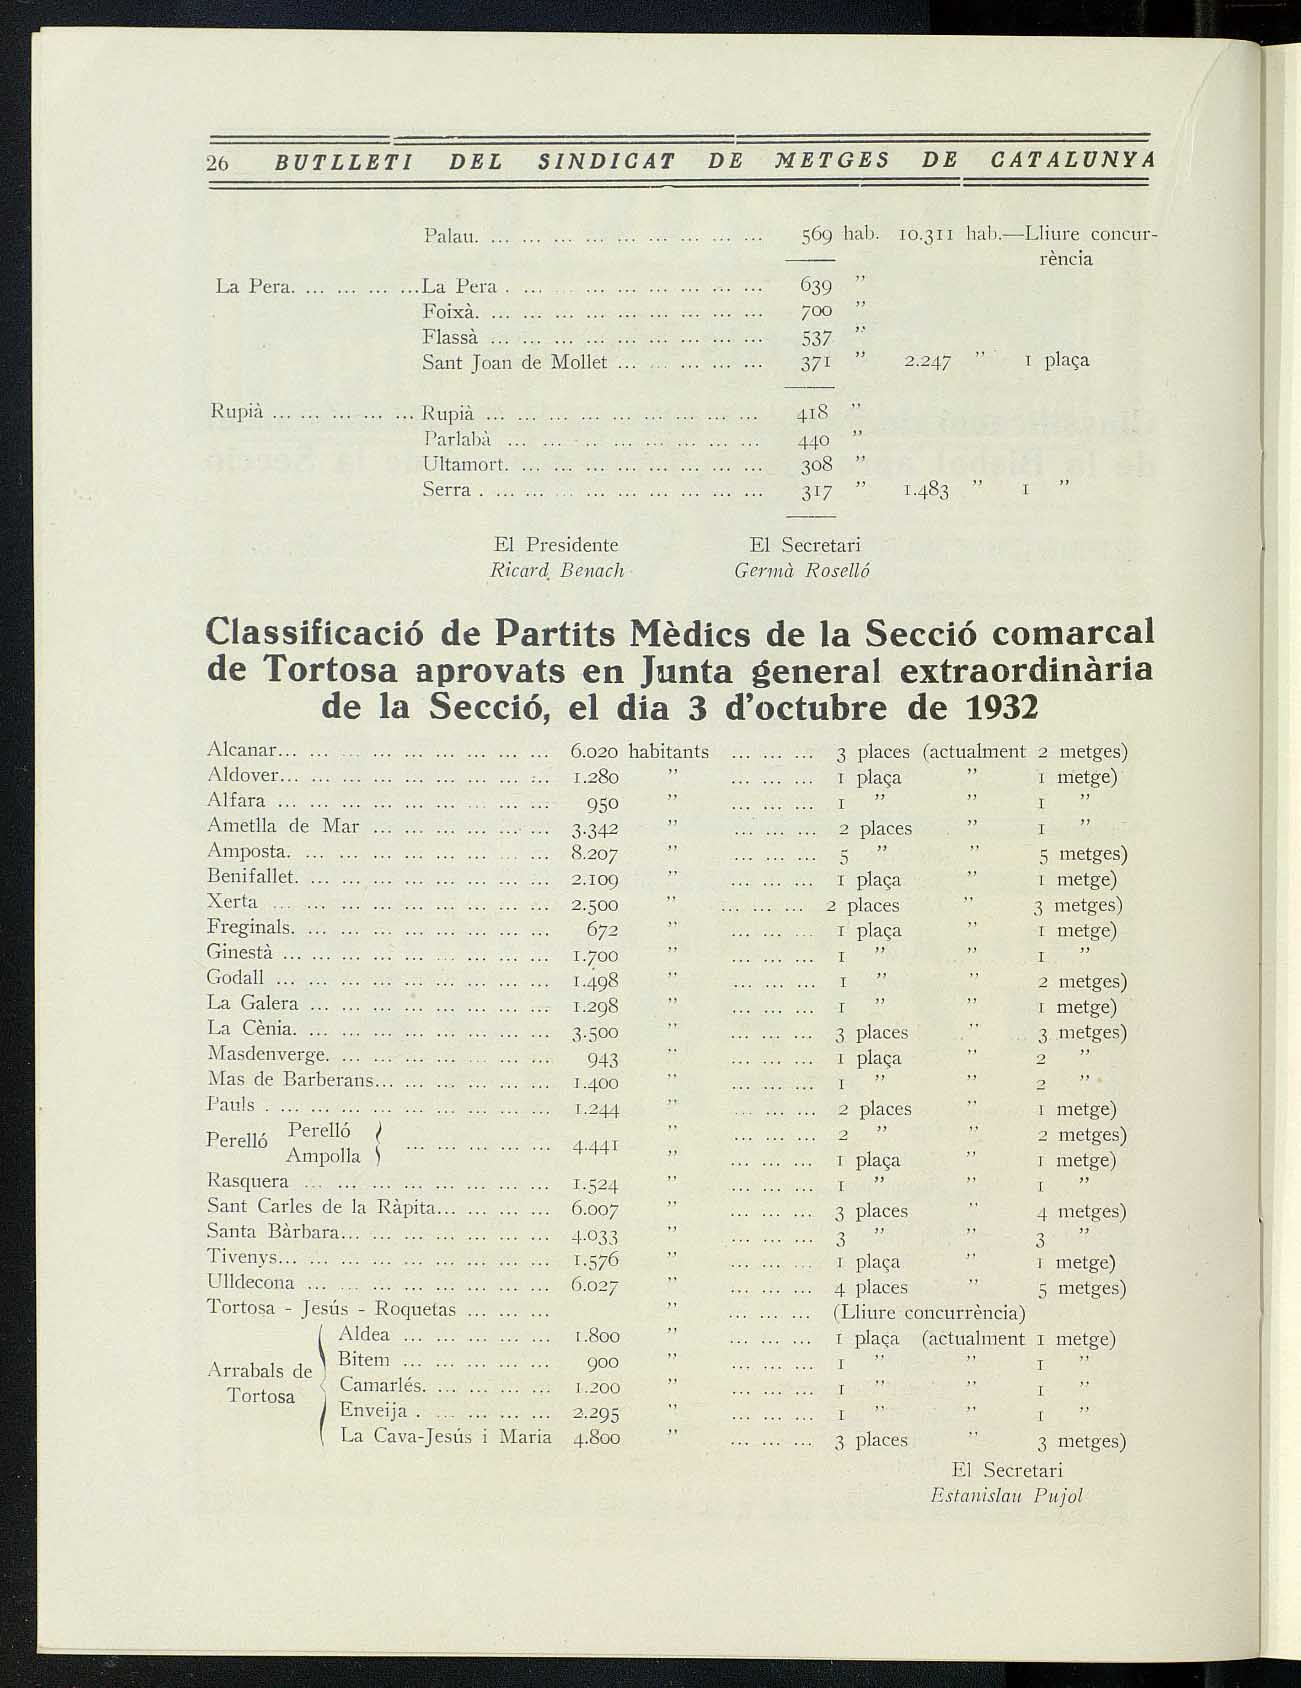 26 BUTLLETI DEL SINDICAT DE METGES DE CATALUNYA
Palau. ... ... ... ... ... ... ... ... ... 569 hab. 10.311 hab.—Lliure concur-
rència
La Pera. ... ... ... ...La Pera . ... ... ... ... ... ... ... ... 639 ”
Foixà. ... ... ... ... ... ... ... ... ... 700 ”
Flassà ... ... ... ... ... ... ... ... ... 537 ”
Sant Joan de Mollet ... ... ... ... ... 371 ” 2.247 ” 1 plaça
Rupià ... ... ... ... ... Rupià ... ... ... ... ... ... ... ... ... 418 ”
Parlabà ... ... ... ... ... ... ... ... 440 ”
Ultamort. ... ... ... ... ... ... ... ... 308 ”
Serra . ... ... ... ... ... ... ... ... ... 317 ” 1.483 ” 1 ”
El Presidente El Secretari
Ricard Benach Germà Roselló
Classificació de Partits Mèdics de la Secció comarcal
de Tortosa aprovats en Junta general extraordinària
de la Secció, el dia 3 d’octubre de 1932
Alcanar... ... ... ... ... ... ... ... ... 6.020 habitants ... ... ... 3 places (actualment 2 metges)
Aldover... ... ... ... ... ... ... ... ... 1.280 ” ... ... ... 1 plaça ” 1 metge)
Alfara ... ... ... ... ... ... ... ... ... 950 ” ... ... ... 1 ” ” 1 ”
Ametlla de Mar ... ... ... ... ... ... 3.342 ” ... ... ... 2 places ” 1 ”
Amposta. ... ... ... ... ... ... ... ... 8.207 ” ... ... ... 5 ” ” 5 metges)
Benifallet. ... ... ... ... ... ... ... ... 2.109 ” ... ... ... 1 plaça ” 1 metge)
Xerta ... ... ... ... ... ... ... ... ... 2.500 ” ... ... ... 2 places ” 3 metges)
Freginals. ... ... ... ... ... ... ... ... 672 ” ... ... ... 1 plaça ” 1 metge)
Ginestà ... ... ... ... ... ... ... ... ... 1.700 ” ... ... ... 1 ” ” 1 ”
Godall ... ... ... ... ... ... ... ... ... 1.498 ” ... ... ... 1 ” ” 2 metges)
La Galera ... ... ... ... ... ... ... ... 1.298 ” ... ... ... 1 ” ” 1 metge)
La Cènia. ... ... ... ... ... ... ... ... 3.500 ” ... ... ... 3 places ” 3 metges)
Masdenverge. ... ... ... ... ... ... ... 943 ” ... ... ... 1 plaça ” 2 ”
Mas de Barberans... ... ... ... ... ... 1.400 ” ... ... ... 1 ” ” 2 ”
Pauls . ... ... ... ... ... ... ... ... ... 1.244 ” ... ... ... 2 places ” 1 metge)
Perelló { Perelló ... ... ... ... ... 4.441 ” ... ... ... 2 ” ” 2 metges)
Ampolla ” ... ... ... 1 plaça ” 1 metge)
Rasquera ... ... ... ... ... ... ... ... 1.524 ” ... ... ... 1 ” ” 1 ”
Sant Carles de la Ràpita... ... ... ... 6.007 ” ... ... ... 3 places ” 4 metges)
Santa Bàrbara... ... ... ... ... ... ... 4.033 ” ... ... ... 3 ” ” 3 ”
Tivenys... ... ... ... ... ... ... ... ... 1.576 ” ... ... ... 1 plaça ” 1 metge)
Ulldecona ... ... ... ... ... ... ... ... 6.027 ” ... ... ... 4 places ” 5 metges)
Tortosa - Jesús - Roquetas ... ... ... ” ... ... ... (Lliure concurrència)
Aldea ... ... ... ... ... 1.800 ” ... ... ... 1 plaça (actualment 1 metge)
Arrabals de Tortosa { Bitem ... ... ... ... ... 900 ” ... ... ... 1 ” ” 1 ”
Camarlés. ... ... ... ... 1.200 ” ... ... ... 1 ” ” 1 ”
Enveija . ... ... ... ... 2.295 ” ... ... ... 1 ” ” 1 ”
La Cava-Jesús i Maria 4.800 ” ... ... ... 3 places ” 3 metges)
El Secretari
Estanislau Pujol